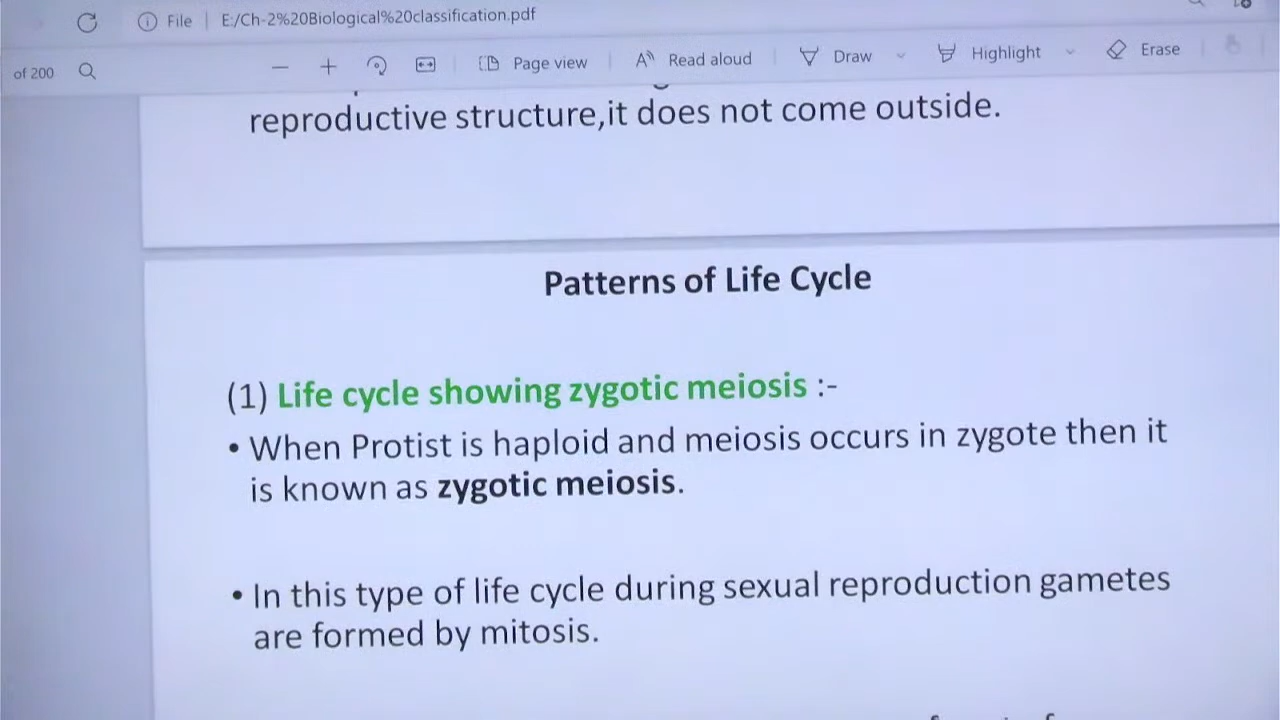 File | E:/Ch-2%20Biological%20classification.pdf
of 200 Page view Read aloud Draw Highlight Erase
reproductive structure,it does not come outside.
Patterns of Life Cycle
(1) Life cycle showing zygotic meiosis :-
• When Protist is haploid and meiosis occurs in zygote then it
is known as zygotic meiosis.
• In this type of life cycle during sexual reproduction gametes
are formed by mitosis.